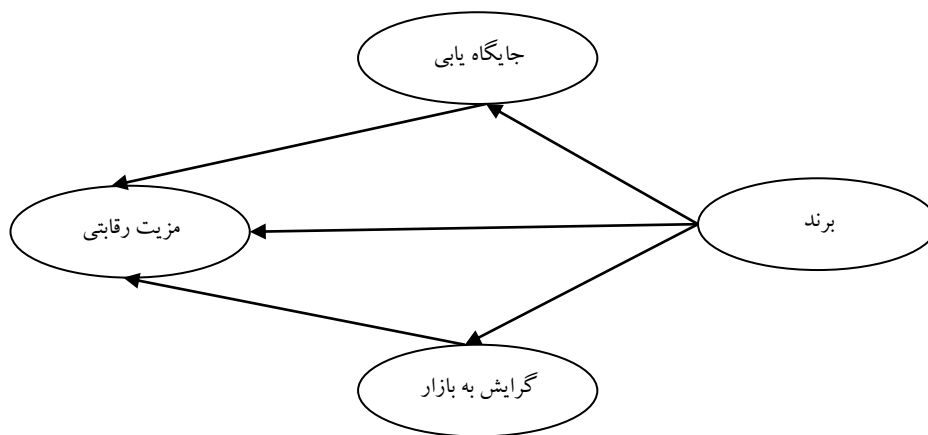 جایگاه یابی
برند
مزیت رقابتی
گرایش به بازار